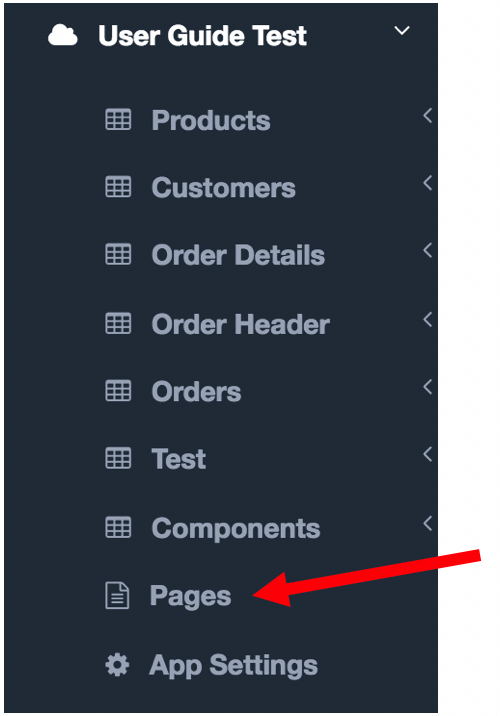 User Guide Test
Products
Customers
Order Details
Order Header
Orders
Test
Components
Pages
App Settings